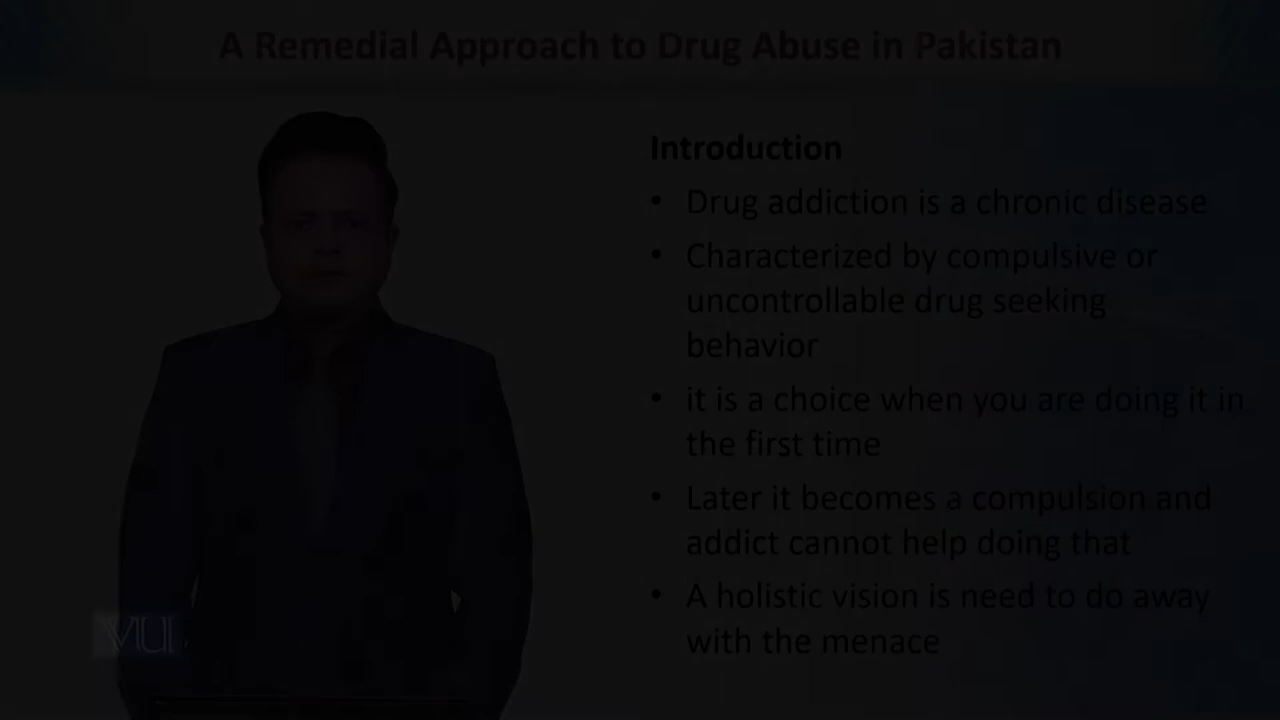 A Remedial Approach to Drug Abuse in Pakistan
Introduction
• Drug addiction is a chronic disease
• Characterized by compulsive or
uncontrollable drug seeking
behavior
• it is a choice when you are doing it in
the first time
• Later it becomes a compulsion and
addict cannot help doing that
• A holistic vision is need to do away
with the menace
VU